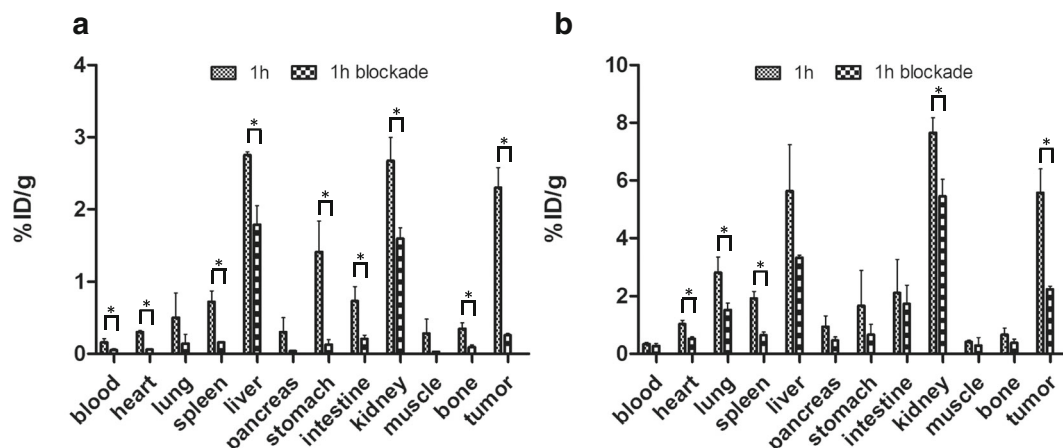 a
4
3
2
1
0
%ID/g
1h
1h blockade
*
*
*
*
*
*
*
*
*
blood
heart
lung
spleen
liver
pancreas
stomach
intestine
kidney
muscle
bone
tumor
b
10
8
6
4
2
0
%ID/g
1h
1h blockade
*
*
*
*
*
blood
heart
lung
spleen
liver
pancreas
stomach
intestine
kidney
muscle
bone
tumor